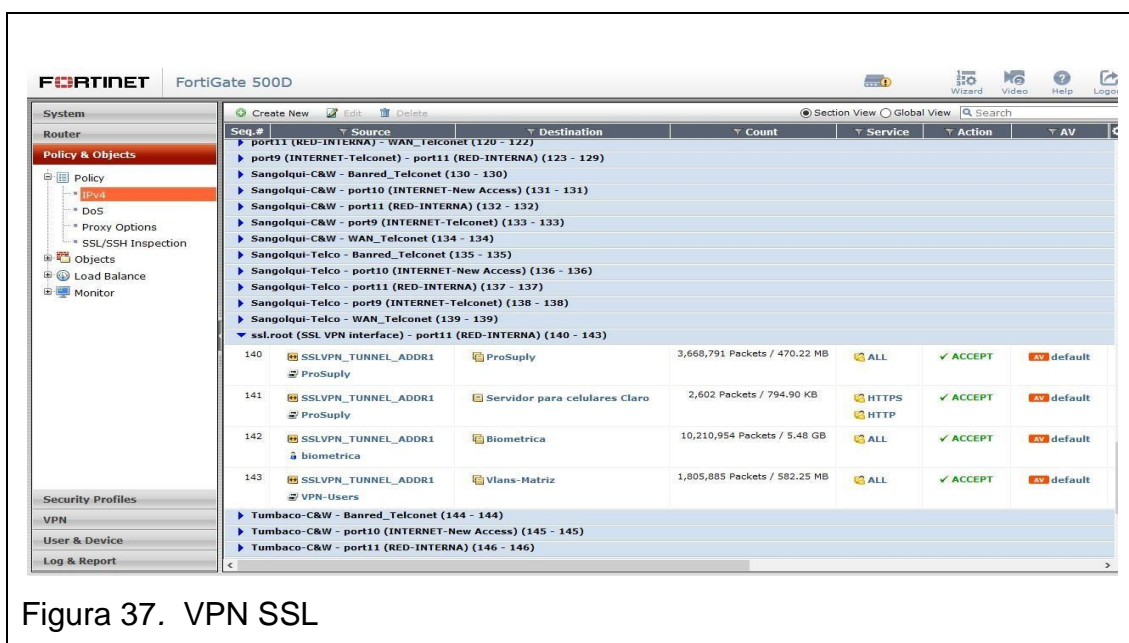 FORTINET FortiGate 500D
Wizard Video Help Logou
System
Router
Policy & Objects
Policy
IPv4
DoS
Proxy Options
SSL/SSH Inspection
Objects
Load Balance
Monitor
Security Profiles
VPN
User & Device
Log & Report
Create New Edit Delete Section View Global View Search
Seq.# Source Destination Count Service Action AV
port11 (RED-INTERNA) - WAN_Telconet (120 - 122)
port9 (INTERNET-Telconet) - port11 (RED-INTERNA) (123 - 129)
Sangolqui-C&W - Banred_Telconet (130 - 130)
Sangolqui-C&W - port10 (INTERNET-New Access) (131 - 131)
Sangolqui-C&W - port11 (RED-INTERNA) (132 - 132)
Sangolqui-C&W - port9 (INTERNET-Telconet) (133 - 133)
Sangolqui-C&W - WAN_Telconet (134 - 134)
Sangolqui-Telco - Banred_Telconet (135 - 135)
Sangolqui-Telco - port10 (INTERNET-New Access) (136 - 136)
Sangolqui-Telco - port11 (RED-INTERNA) (137 - 137)
Sangolqui-Telco - port9 (INTERNET-Telconet) (138 - 138)
Sangolqui-Telco - WAN_Telconet (139 - 139)
ssl.root (SSL VPN interface) - port11 (RED-INTERNA) (140 - 143)
140 SSLVPN_TUNNEL_ADDR1 ProSuply 3,668,791 Packets / 470.22 MB ALL ACCEPT AV default
ProSuply
141 SSLVPN_TUNNEL_ADDR1 Servidor para celulares Claro 2,602 Packets / 794.90 KB HTTPS ACCEPT AV default
ProSuply HTTP
142 SSLVPN_TUNNEL_ADDR1 Biometrica 10,210,954 Packets / 5.48 GB ALL ACCEPT AV default
biometrica
143 SSLVPN_TUNNEL_ADDR1 Vlans-Matriz 1,805,885 Packets / 582.25 MB ALL ACCEPT AV default
VPN-Users
Tumbaco-C&W - Banred_Telconet (144 - 144)
Tumbaco-C&W - port10 (INTERNET-New Access) (145 - 145)
Tumbaco-C&W - port11 (RED-INTERNA) (146 - 146)
Figura 37. VPN SSL